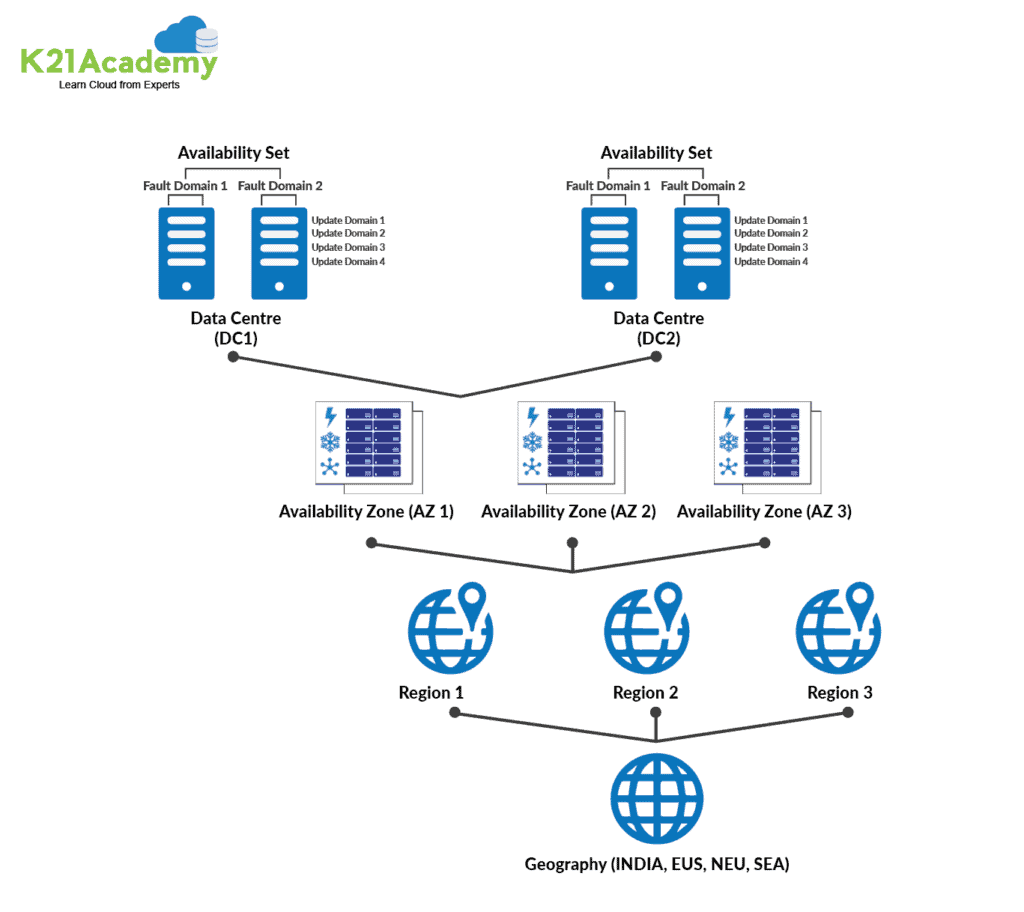 K21Academy
Learn Cloud from Experts
Availability Set
Availability Set
Fault Domain 1 Fault Domain 2
Fault Domain 1 Fault Domain 2
Update Domain 1
Update Domain 2
Update Domain 3
Update Domain 4
Update Domain 1
Update Domain 2
Update Domain 3
Update Domain 4
Data Centre
(DC1)
Data Centre
(DC2)
Availability Zone (AZ 1)
Availability Zone (AZ 2)
Availability Zone (AZ 3)
Region 1
Region 2
Region 3
Geography (INDIA, EUS, NEU, SEA)